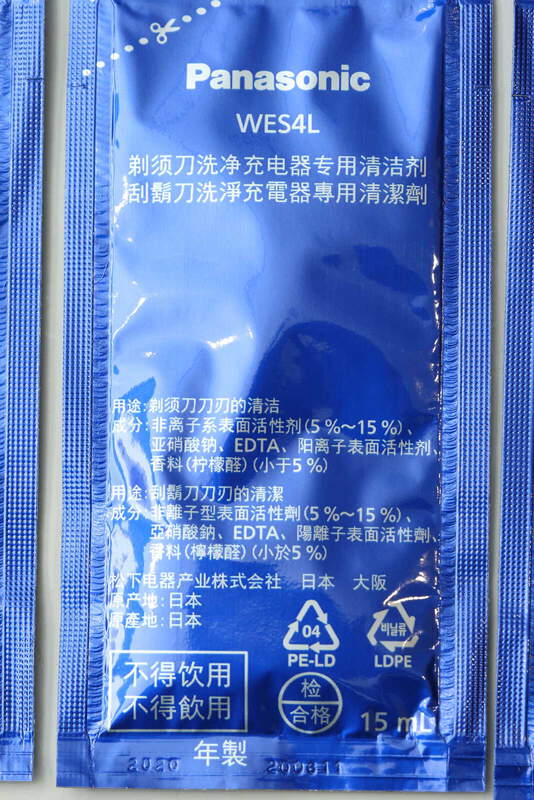 Panasonic
WES4L
剃须刀洗净充电器专用清洁剂
刮鬍刀洗淨充電器專用清潔劑
用途:剃须刀刀刃的清洁
成分:非离子系表面活性剂(5 %～15 %)、
亚硝酸钠、EDTA、阳离子表面活性剂、
香料(柠檬醛)(小于5 %)
用途:刮鬍刀刀刃的清潔
成分:非離子型表面活性劑(5 %～15 %)、
亞硝酸鈉、EDTA、陽離子表面活性劑、
香料(檸檬醛)(小於5 %)
松下电器产业株式会社 日本 大阪
原产地:日本
原產地:日本
04
PE-LD
비닐류
LDPE
不得饮用
不得飲用
检
合格
15 mL
年製
2020 200611